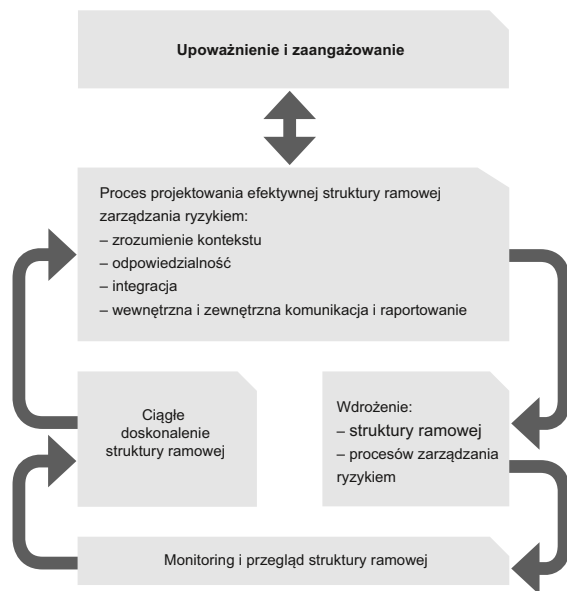 Upoważnienie i zaangażowanie
Proces projektowania efektywnej struktury ramowej
zarządzania ryzykiem:
– zrozumienie kontekstu
– odpowiedzialność
– integracja
– wewnętrzna i zewnętrzna komunikacja i raportowanie
Ciągłe
doskonalenie
struktury ramowej
Wdrożenie:
– struktury ramowej
– procesów zarządzania
ryzykiem
Monitoring i przegląd struktury ramowej